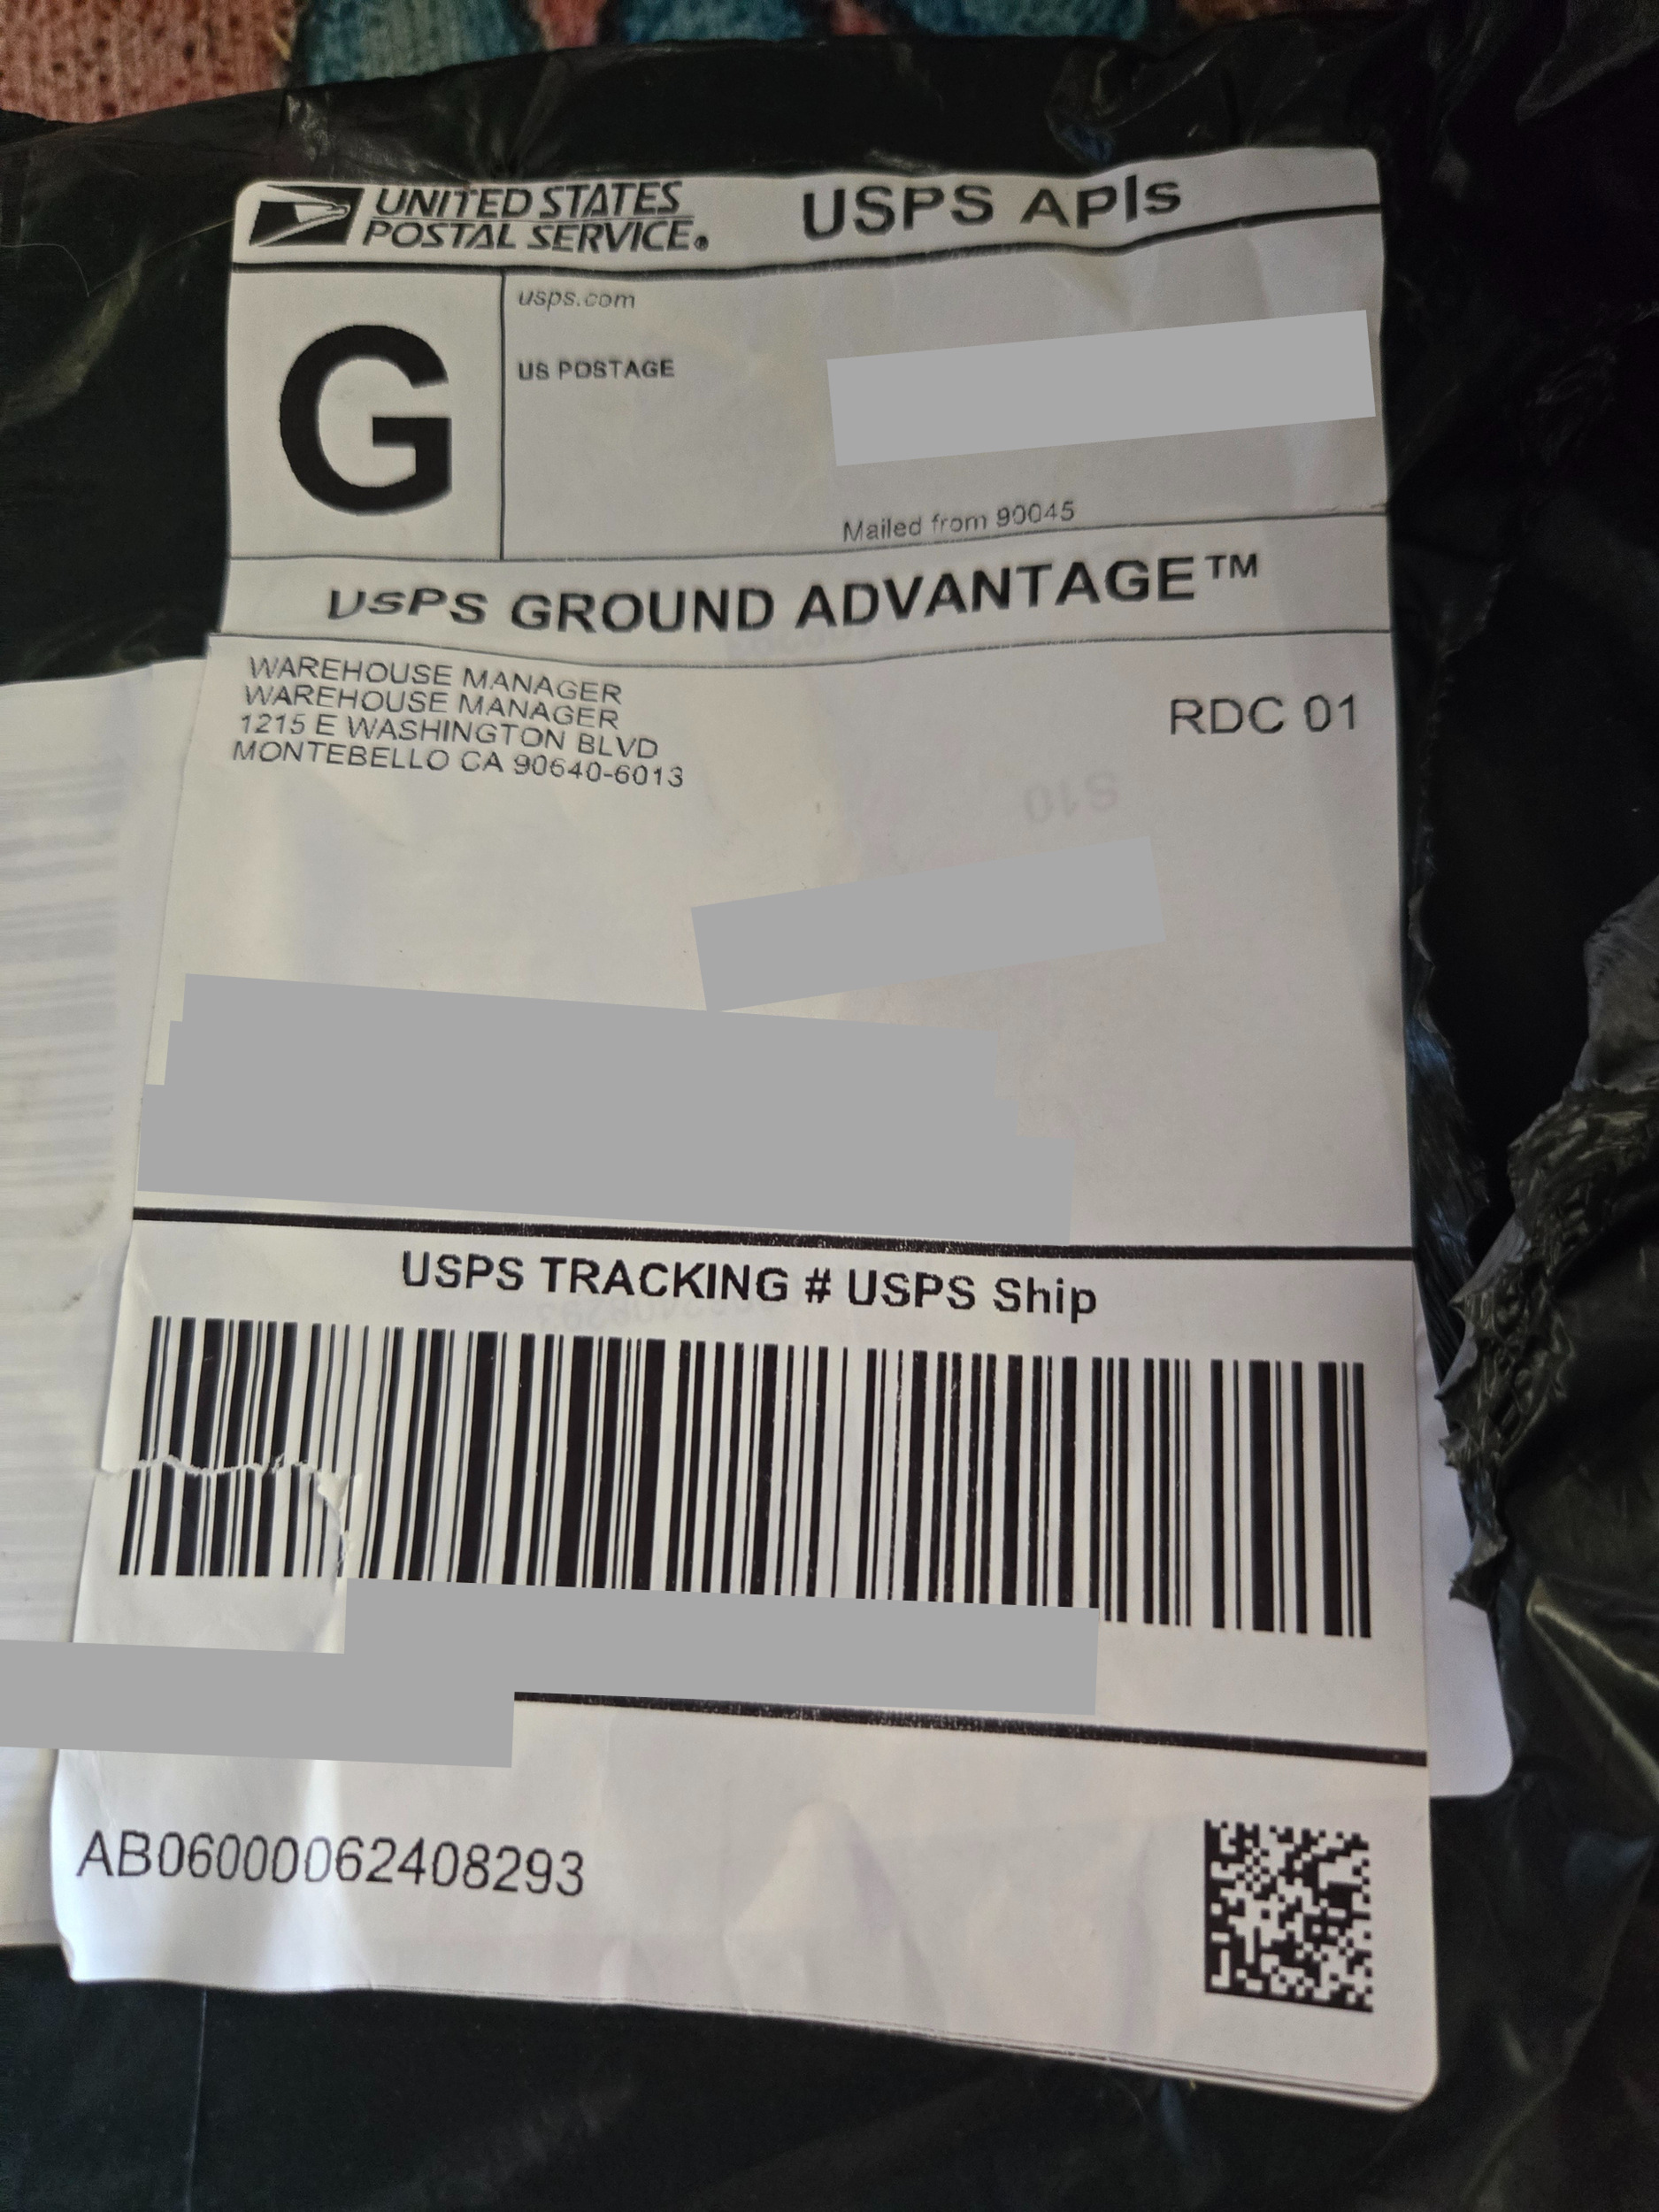 UNITED STATES
POSTAL SERVICE®
USPS APIs
G
usps.com
US POSTAGE
Mailed from 90045
USPS GROUND ADVANTAGE™
WAREHOUSE MANAGER
WAREHOUSE MANAGER
1215 E WASHINGTON BLVD
MONTEBELLO CA 90640-6013
RDC 01
USPS TRACKING # USPS Ship
AB06000062408293